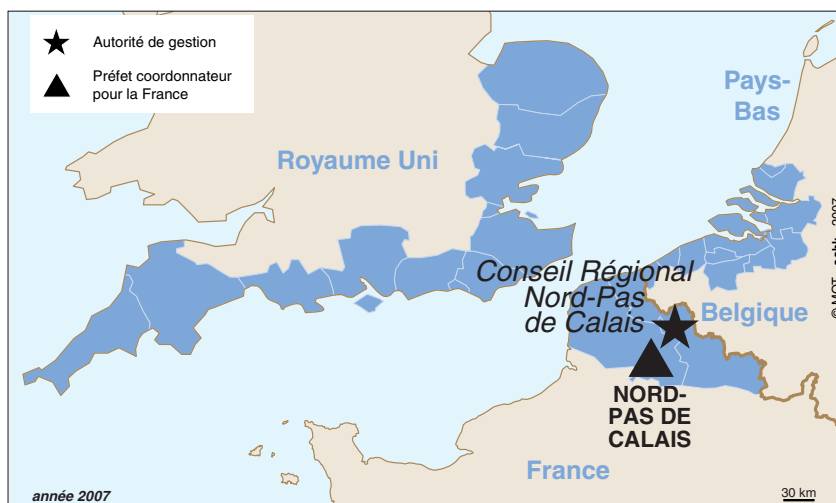 Autorité de gestion
Préfet coordonnateur
pour la France
Pays-
Bas
Royaume Uni
Conseil Régional
Nord-Pas
de Calais
Belgique
NORD-
PAS DE
CALAIS
France
année 2007
30 km
2007